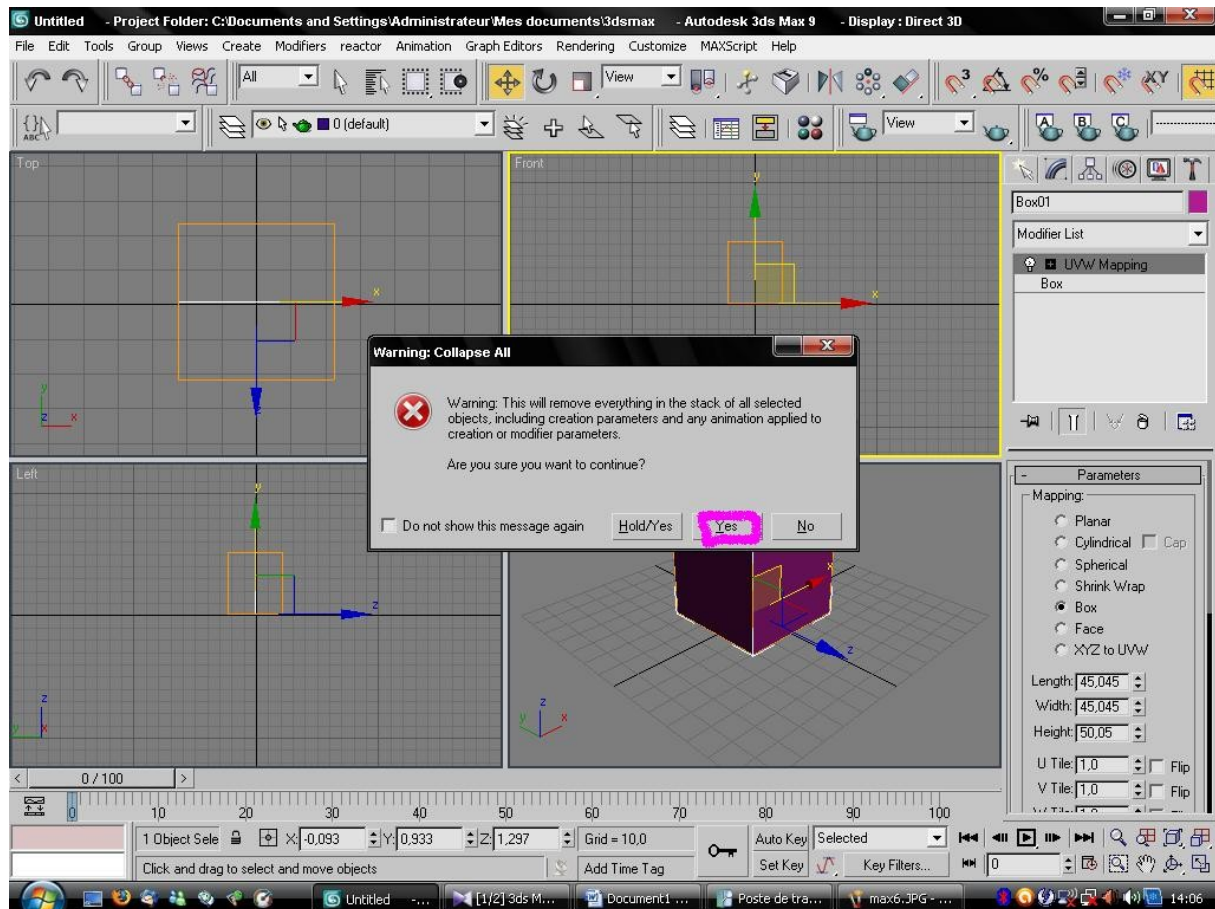 Untitled - Project Folder: C:\Documents and Settings\Administrateur\Mes documents\3dsmax - Autodesk 3ds Max 9 - Display : Direct 3D
File Edit Tools Group Views Create Modifiers reactor Animation Graph Editors Rendering Customize MAXScript Help
All View 3 % XY
ABC 0 (default) View A B C
Top
Front
Box01
Modifier List
UVW Mapping
Box
y
x
z
y
x
z
y
x
Warning: Collapse All
Warning: This will remove everything in the stack of all selected
objects, including creation parameters and any animation applied to
creation or modifier parameters.
Are you sure you want to continue?
Do not show this message again Hold/Yes Yes No
Left
y
z
z
y
x
x
z
z
y
x
Parameters
Mapping:
Planar
Cylindrical Cap
Spherical
Shrink Wrap
Box
Face
XYZ to UVW
Length: 45,045
Width: 45,045
Height: 50,05
U Tile: 1,0 Flip
V Tile: 1,0 Flip
< 0 / 100 >
0 10 20 30 40 50 60 70 80 90 100
1 Object Sele X: -0,093 Y: 0,933 Z: 1,297 Grid = 10,0 Auto Key Selected
Click and drag to select and move objects Add Time Tag Set Key Key Filters... 0
Untitled -... [1/2] 3ds M... Document1 ... Poste de tra... max6.JPG - ... 14:06